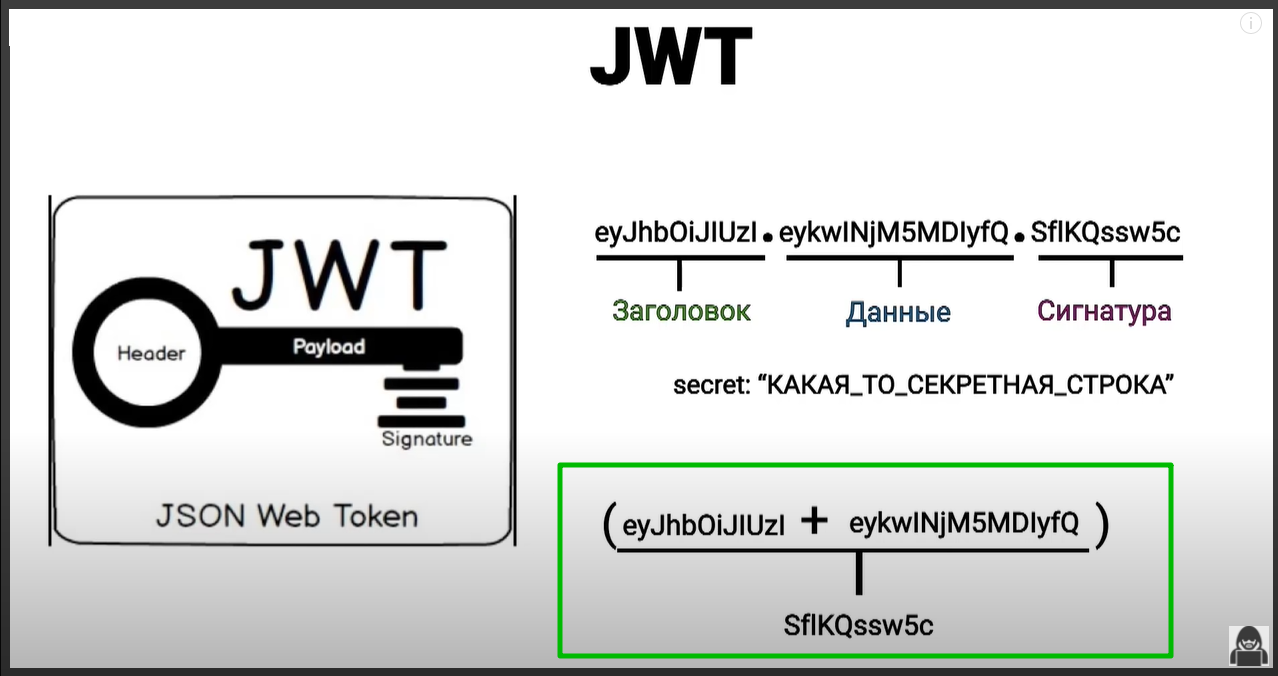 JWT
JWT
Header
Payload
Signature
JSON Web Token
eyJhbOiJIUzI.eykwINjM5MDIyfQ.SflKQssw5c
Заголовок Данные Сигнатура
secret: “КАКАЯ_ТО_СЕКРЕТНАЯ_СТРОКА”
(eyJhbOiJIUzI + eykwINjM5MDIyfQ)
SflKQssw5c